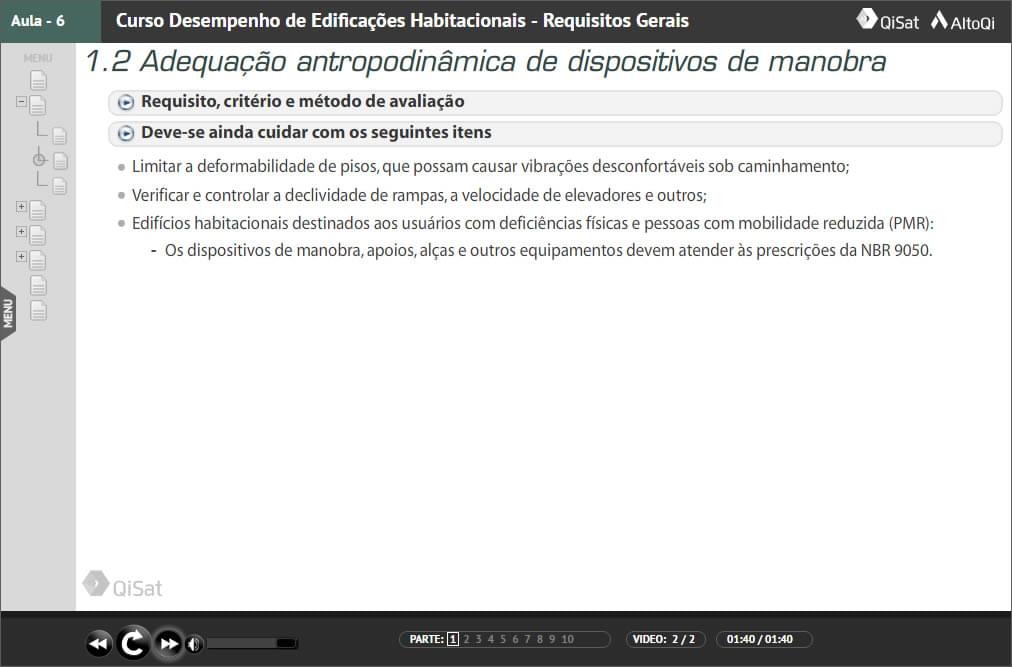 Aula - 6
Curso Desempenho de Edificações Habitacionais - Requisitos Gerais
QiSat
AltoQi
MENU
1.2 Adequação antropodinâmica de dispositivos de manobra
Requisito, critério e método de avaliação
Deve-se ainda cuidar com os seguintes itens
Limitar a deformabilidade de pisos, que possam causar vibrações desconfortáveis sob caminhamento;
Verificar e controlar a declividade de rampas, a velocidade de elevadores e outros;
Edifícios habitacionais destinados aos usuários com deficiências físicas e pessoas com mobilidade reduzida (PMR):
- Os dispositivos de manobra, apoios, alças e outros equipamentos devem atender às prescrições da NBR 9050.
MENU
QiSat
PARTE: 1 2 3 4 5 6 7 8 9 10
VIDEO: 2 / 2
01:40 / 01:40